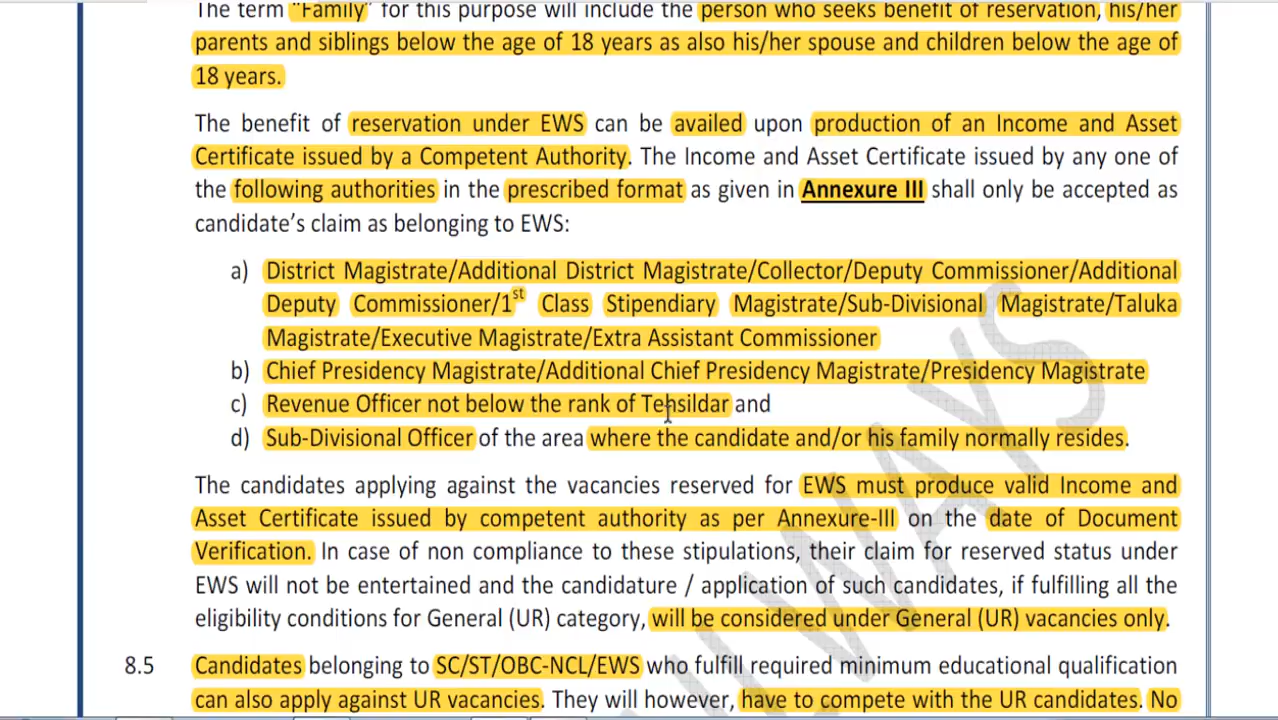 The term "Family" for this purpose will include the person who seeks benefit of reservation, his/her
parents and siblings below the age of 18 years as also his/her spouse and children below the age of
18 years.
The benefit of reservation under EWS can be availed upon production of an Income and Asset
Certificate issued by a Competent Authority. The Income and Asset Certificate issued by any one of
the following authorities in the prescribed format as given in Annexure III shall only be accepted as
candidate's claim as belonging to EWS:
a) District Magistrate/Additional District Magistrate/Collector/Deputy Commissioner/Additional
Deputy Commissioner/1st Class Stipendiary Magistrate/Sub-Divisional Magistrate/Taluka
Magistrate/Executive Magistrate/Extra Assistant Commissioner
b) Chief Presidency Magistrate/Additional Chief Presidency Magistrate/Presidency Magistrate
c) Revenue Officer not below the rank of Tehsildar and
d) Sub-Divisional Officer of the area where the candidate and/or his family normally resides.
The candidates applying against the vacancies reserved for EWS must produce valid Income and
Asset Certificate issued by competent authority as per Annexure-III on the date of Document
Verification. In case of non compliance to these stipulations, their claim for reserved status under
EWS will not be entertained and the candidature / application of such candidates, if fulfilling all the
eligibility conditions for General (UR) category, will be considered under General (UR) vacancies only.
8.5 Candidates belonging to SC/ST/OBC-NCL/EWS who fulfill required minimum educational qualification
can also apply against UR vacancies. They will however, have to compete with the UR candidates. No